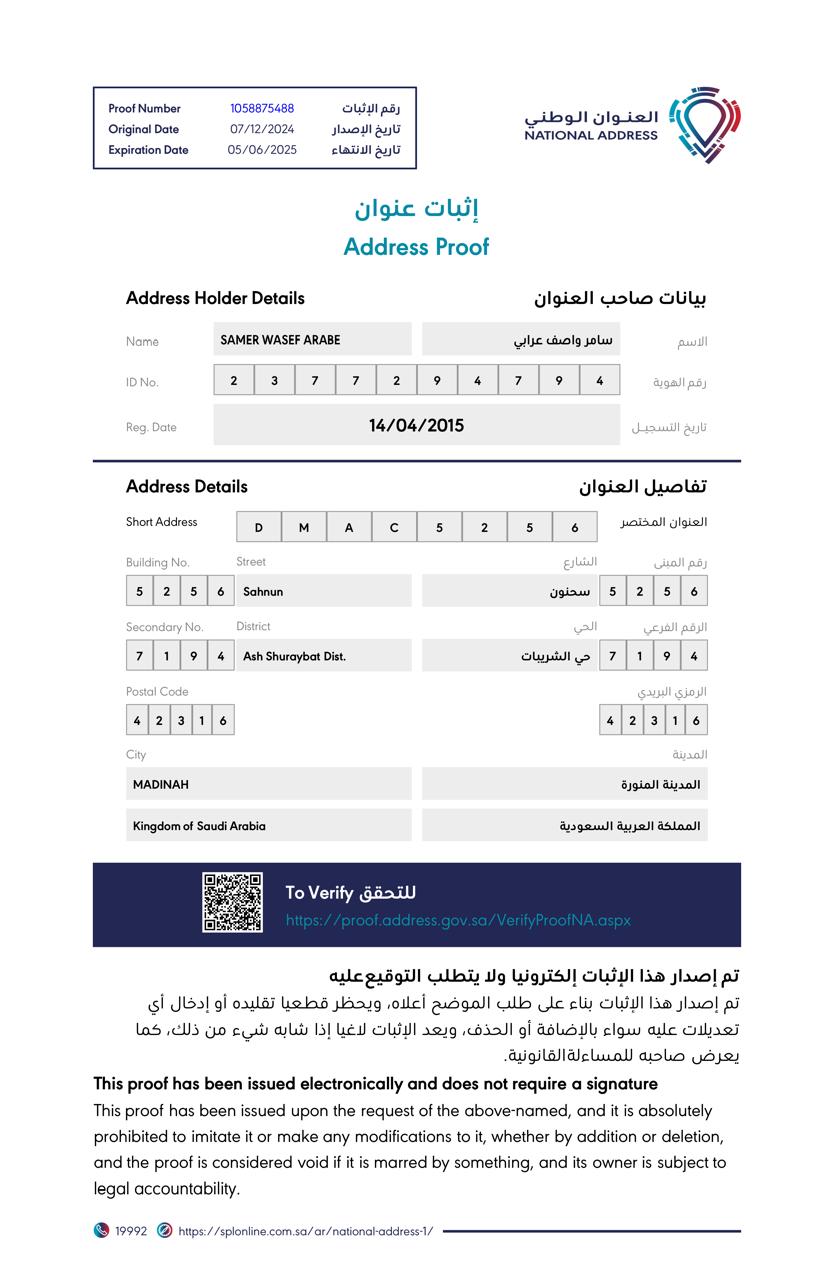 Proof Number 1058875488 رقم الإثبات
Original Date 07/12/2024 تاريخ الإصدار
Expiration Date 05/06/2025 تاريخ الانتهاء
العنوان الوطني
NATIONAL ADDRESS
إثبات عنوان
Address Proof
Address Holder Details بيانات صاحب العنوان
Name SAMER WASEF ARABE سامر واصف عرابي الاسم
ID No. 2 3 7 7 2 9 4 7 9 4 رقم الهوية
Reg. Date 14/04/2015 تاريخ التسجيـل
Address Details تفاصيل العنوان
Short Address D M A C 5 2 5 6 العنوان المختصر
Building No. Street الشارع رقم المبنى
5 2 5 6 Sahnun سحنون 5 2 5 6
Secondary No. District الحي الرقم الفرعي
7 1 9 4 Ash Shuraybat Dist. حي الشريبات 7 1 9 4
Postal Code الرمزي البريدي
4 2 3 1 6 4 2 3 1 6
City المدينة
MADINAH المدينة المنورة
Kingdom of Saudi Arabia المملكة العربية السعودية
To Verify للتحقق
https://proof.address.gov.sa/VerifyProofNA.aspx
تم إصدار هذا الإثبات إلكترونيا ولا يتطلب التوقيع عليه
تم إصدار هذا الإثبات بناء على طلب الموضح أعلاه، ويحظر قطعيا تقليده أو إدخال أي
تعديلات عليه سواء بالإضافة أو الحذف، ويعد الإثبات لاغيا إذا شابه شيء من ذلك، كما
يعرض صاحبه للمساءلة القانونية.
This proof has been issued electronically and does not require a signature
This proof has been issued upon the request of the above-named, and it is absolutely
prohibited to imitate it or make any modifications to it, whether by addition or deletion,
and the proof is considered void if it is marred by something, and its owner is subject to
legal accountability.
19992 https://splonline.com.sa/ar/national-address-1/